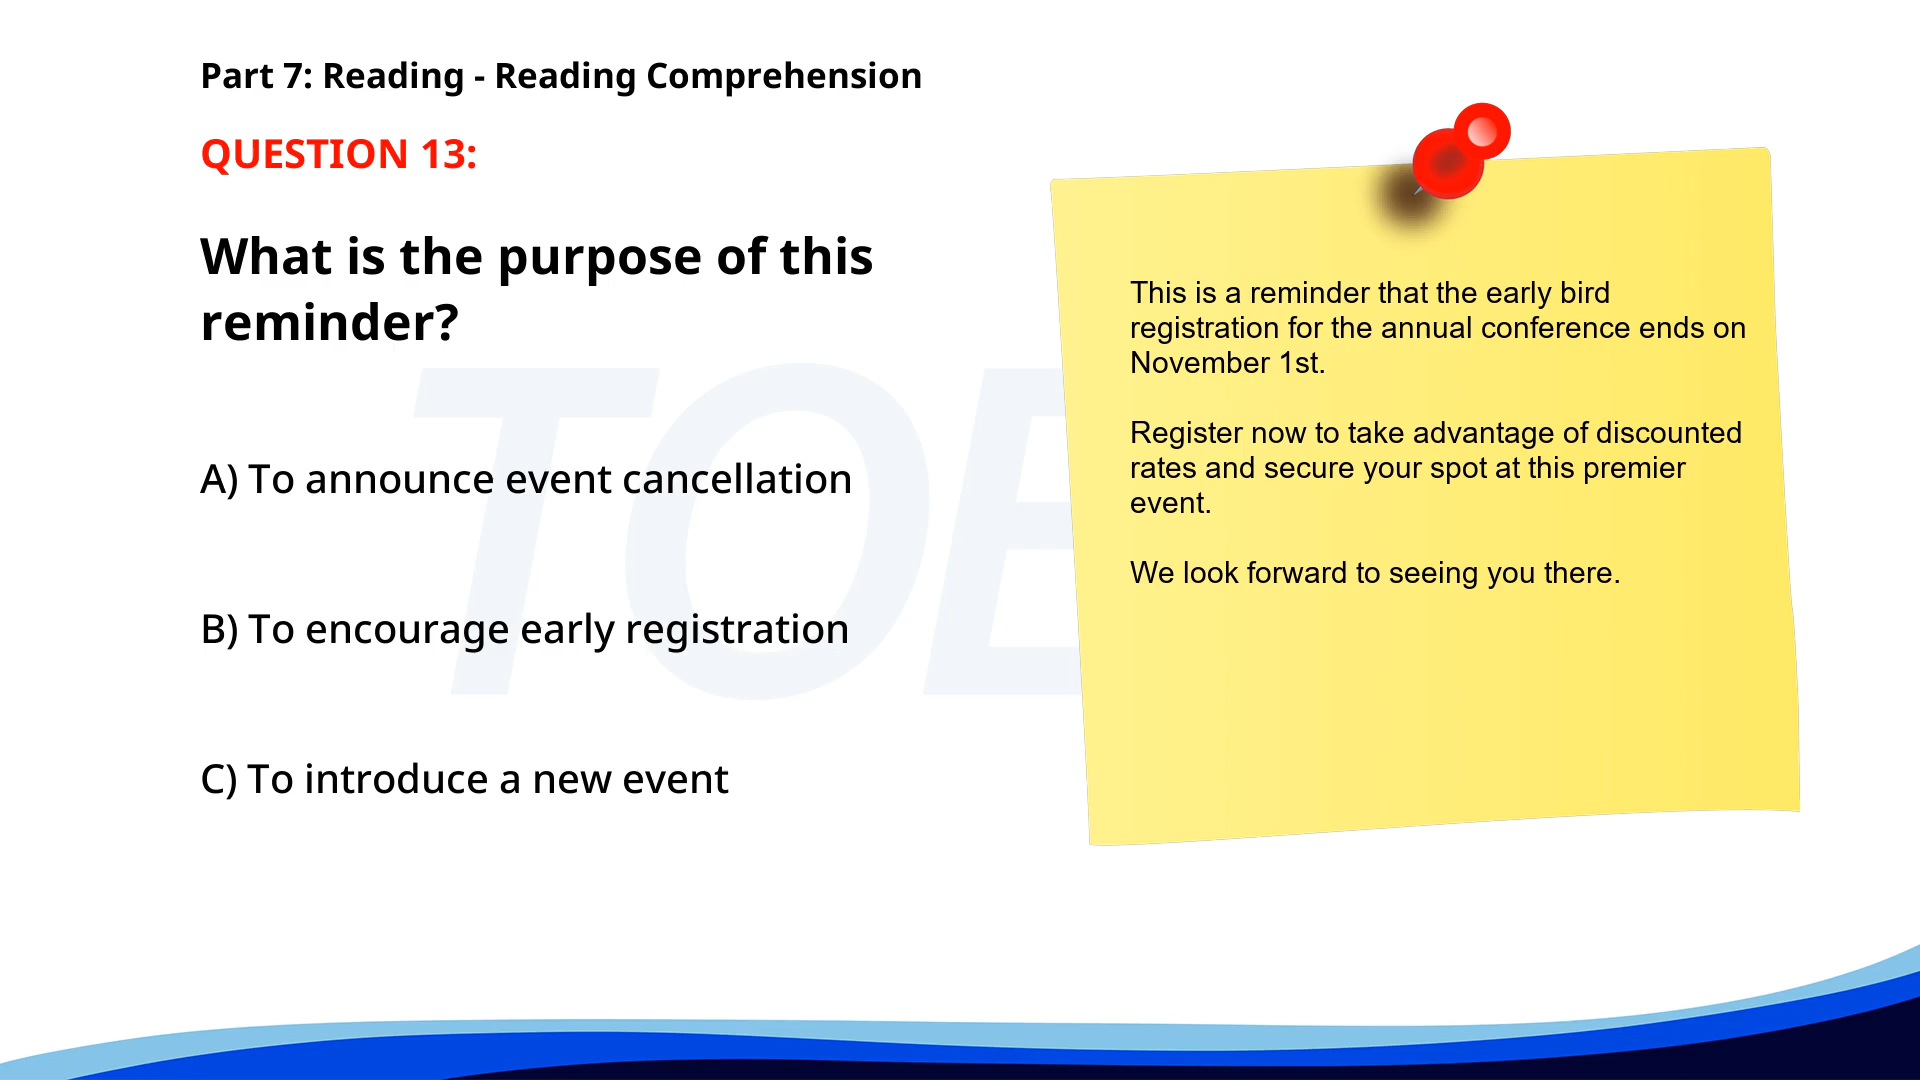 Part 7: Reading - Reading Comprehension
QUESTION 13:
What is the purpose of this
reminder?
A) To announce event cancellation
B) To encourage early registration
C) To introduce a new event
This is a reminder that the early bird
registration for the annual conference ends on
November 1st.
Register now to take advantage of discounted
rates and secure your spot at this premier
event.
We look forward to seeing you there.